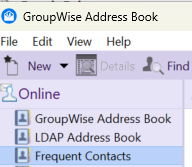 GroupWise Address Book
File Edit View Help
New Details Find
Online
GroupWise Address Book
LDAP Address Book
Frequent Contacts